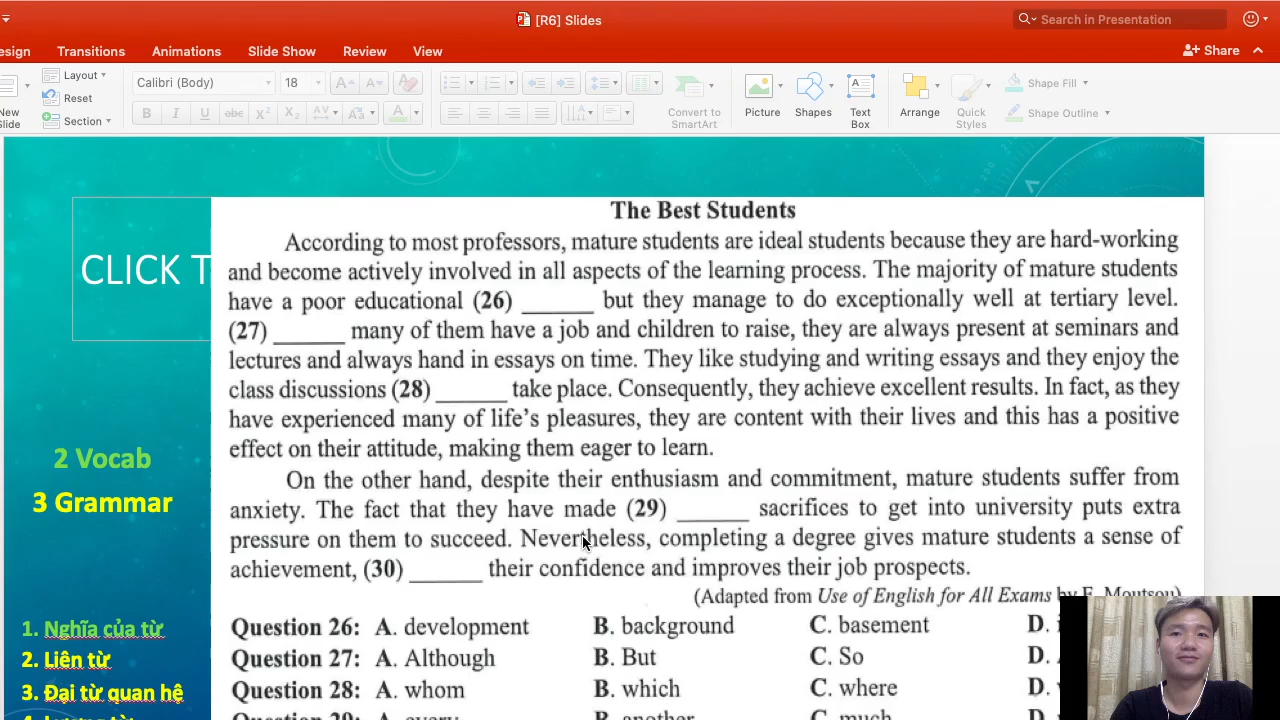 [R6] Slides
Search in Presentation
esign Transitions Animations Slide Show Review View
Share
Layout
Calibri (Body) 18
Shape Fill
New
Reset
Slide
Section
B I U abc X² X₂ AV Aa A
Convert to
SmartArt
Picture Shapes Text
Box
Arrange Quick
Styles
Shape Outline
The Best Students
CLICK T
According to most professors, mature students are ideal students because they are hard-working
and become actively involved in all aspects of the learning process. The majority of mature students
have a poor educational (26) ______ but they manage to do exceptionally well at tertiary level.
(27) ______ many of them have a job and children to raise, they are always present at seminars and
lectures and always hand in essays on time. They like studying and writing essays and they enjoy the
class discussions (28) ______ take place. Consequently, they achieve excellent results. In fact, as they
have experienced many of life's pleasures, they are content with their lives and this has a positive
effect on their attitude, making them eager to learn.
On the other hand, despite their enthusiasm and commitment, mature students suffer from
anxiety. The fact that they have made (29) ______ sacrifices to get into university puts extra
pressure on them to succeed. Nevertheless, completing a degree gives mature students a sense of
achievement, (30) ______ their confidence and improves their job prospects.
(Adapted from Use of English for All Exams by E. Moutsou)
2 Vocab
3 Grammar
1. Nghĩa của từ
2. Liên từ
3. Đại từ quan hệ
Question 26: A. development B. background C. basement D.
Question 27: A. Although B. But C. So D.
Question 28: A. whom B. which C. where D.
A. every B. another C. much